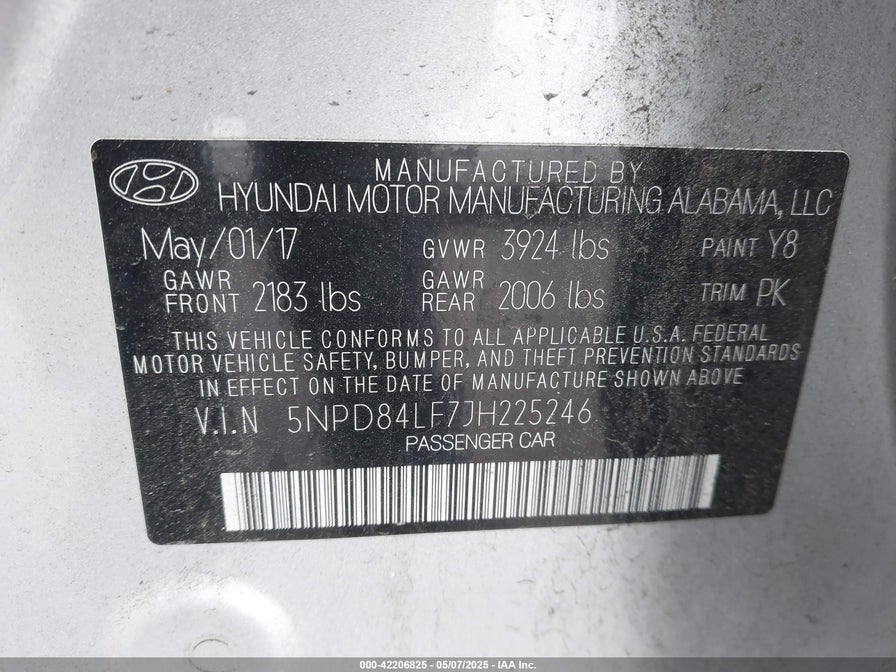 MANUFACTURED BY
HYUNDAI MOTOR MANUFACTURING ALABAMA, LLC
May/01/17 GVWR 3924 lbs PAINT Y8
GAWR FRONT 2183 lbs GAWR REAR 2006 lbs TRIM PK
THIS VEHICLE CONFORMS TO ALL APPLICABLE U.S.A. FEDERAL
MOTOR VEHICLE SAFETY, BUMPER, AND THEFT PREVENTION STANDARDS
IN EFFECT ON THE DATE OF MANUFACTURE SHOWN ABOVE
V.I.N 5NPD84LF7JH225246
PASSENGER CAR
000-42206825 - 05/07/2025 - IAA Inc.